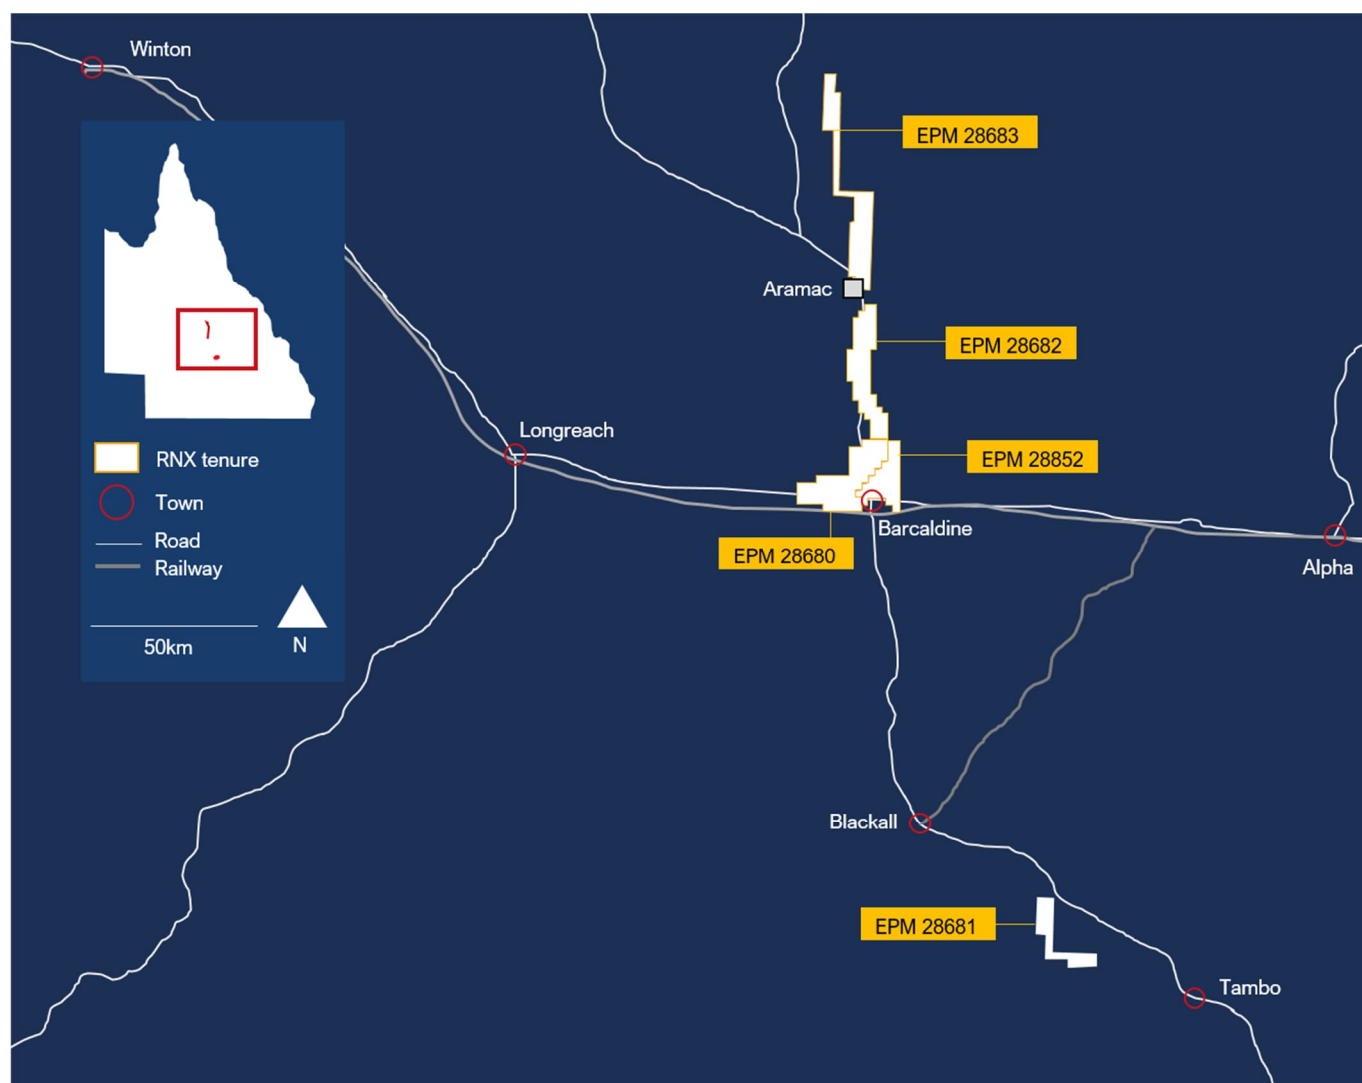 Winton
EPM 28683
Aramac
EPM 28682
Longreach
RNX tenure
EPM 28852
Town
Barcaldine
Road
EPM 28680
Railway
Alpha
N
50km
Blackall
EPM 28681
Tambo